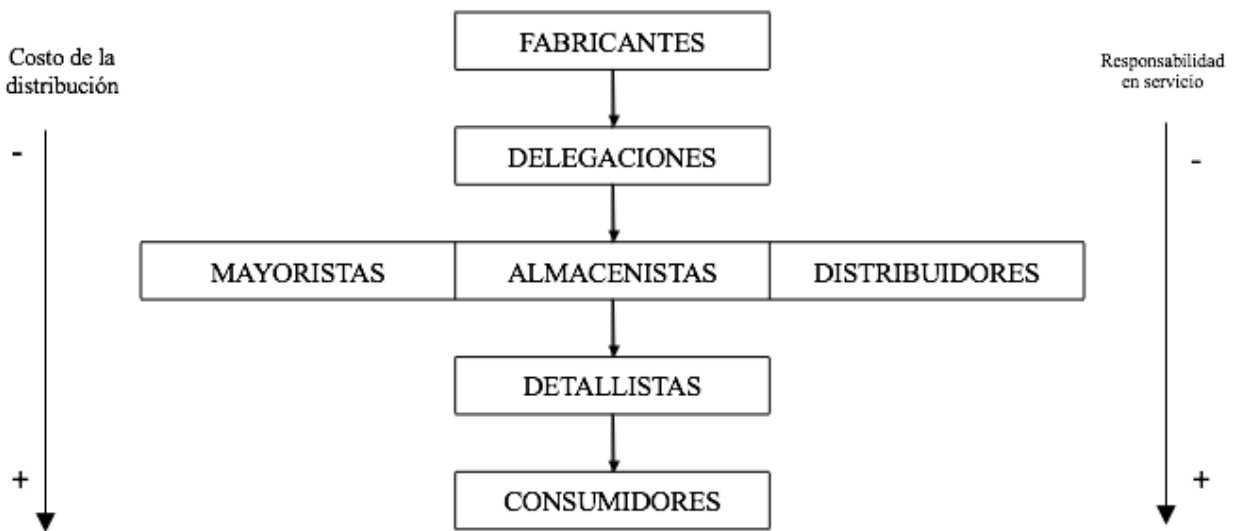 FABRICANTES
Costo de la
distribución
Responsabilidad
en servicio
-
DELEGACIONES
-
MAYORISTAS
ALMACENISTAS
DISTRIBUIDORES
DETALLISTAS
+
CONSUMIDORES
+